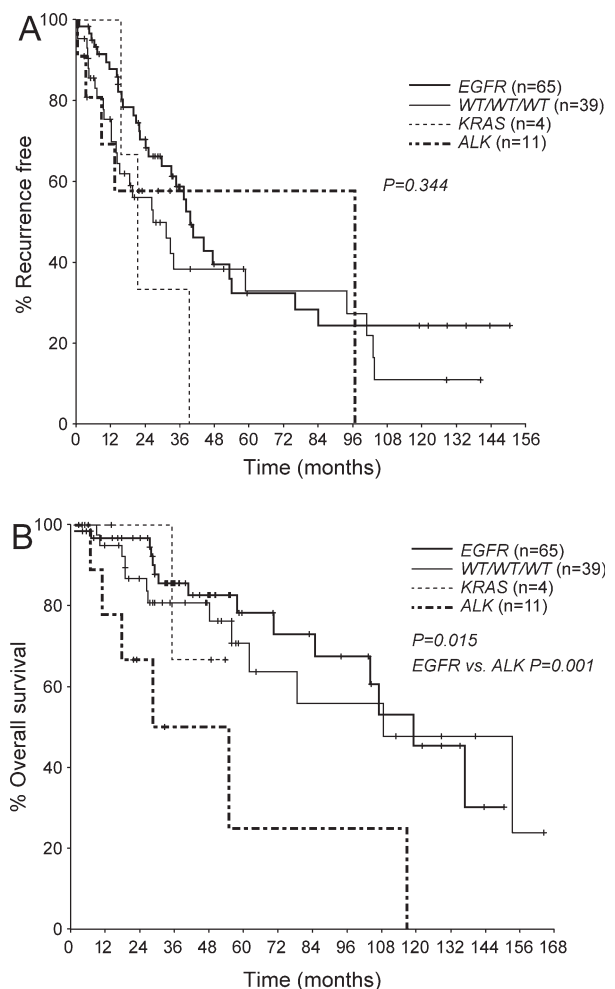 A
100
80
60
40
20
0
% Recurrence free
EGFR (n=65)
WT/WT/WT (n=39)
KRAS (n=4)
ALK (n=11)
P=0.344
0 12 24 36 48 60 72 84 96 108 120 132 144 156
Time (months)
B
100
80
60
40
20
0
% Overall survival
EGFR (n=65)
WT/WT/WT (n=39)
KRAS (n=4)
ALK (n=11)
P=0.015
EGFR vs. ALK P=0.001
0 12 24 36 48 60 72 84 96 108 120 132 144 156 168
Time (months)